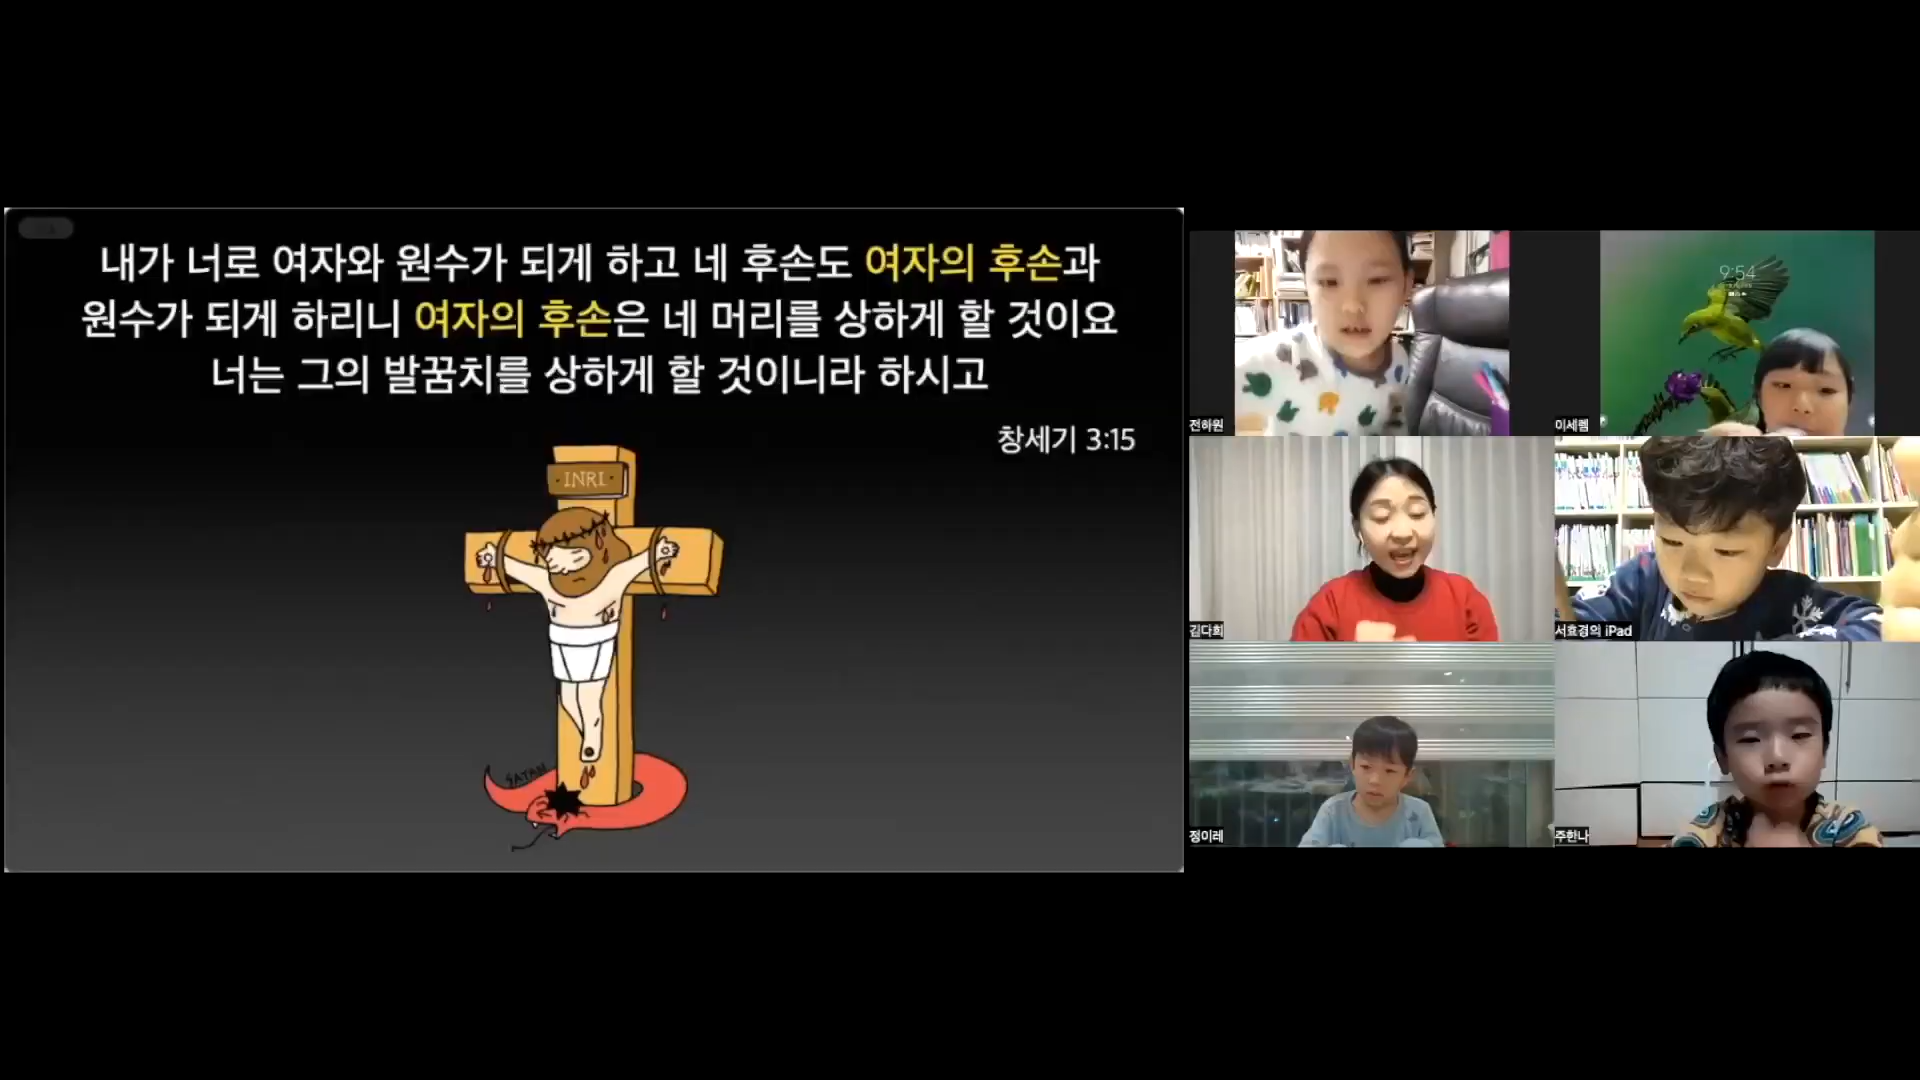 내가 너로 여자와 원수가 되게 하고 네 후손도 여자의 후손과
원수가 되게 하리니 여자의 후손은 네 머리를 상하게 할 것이요
너는 그의 발꿈치를 상하게 할 것이니라 하시고
창세기 3:15
INRI
SATAN
9:54
전하원
이세렘
김다희
서효경의 iPad
정이레
주한나